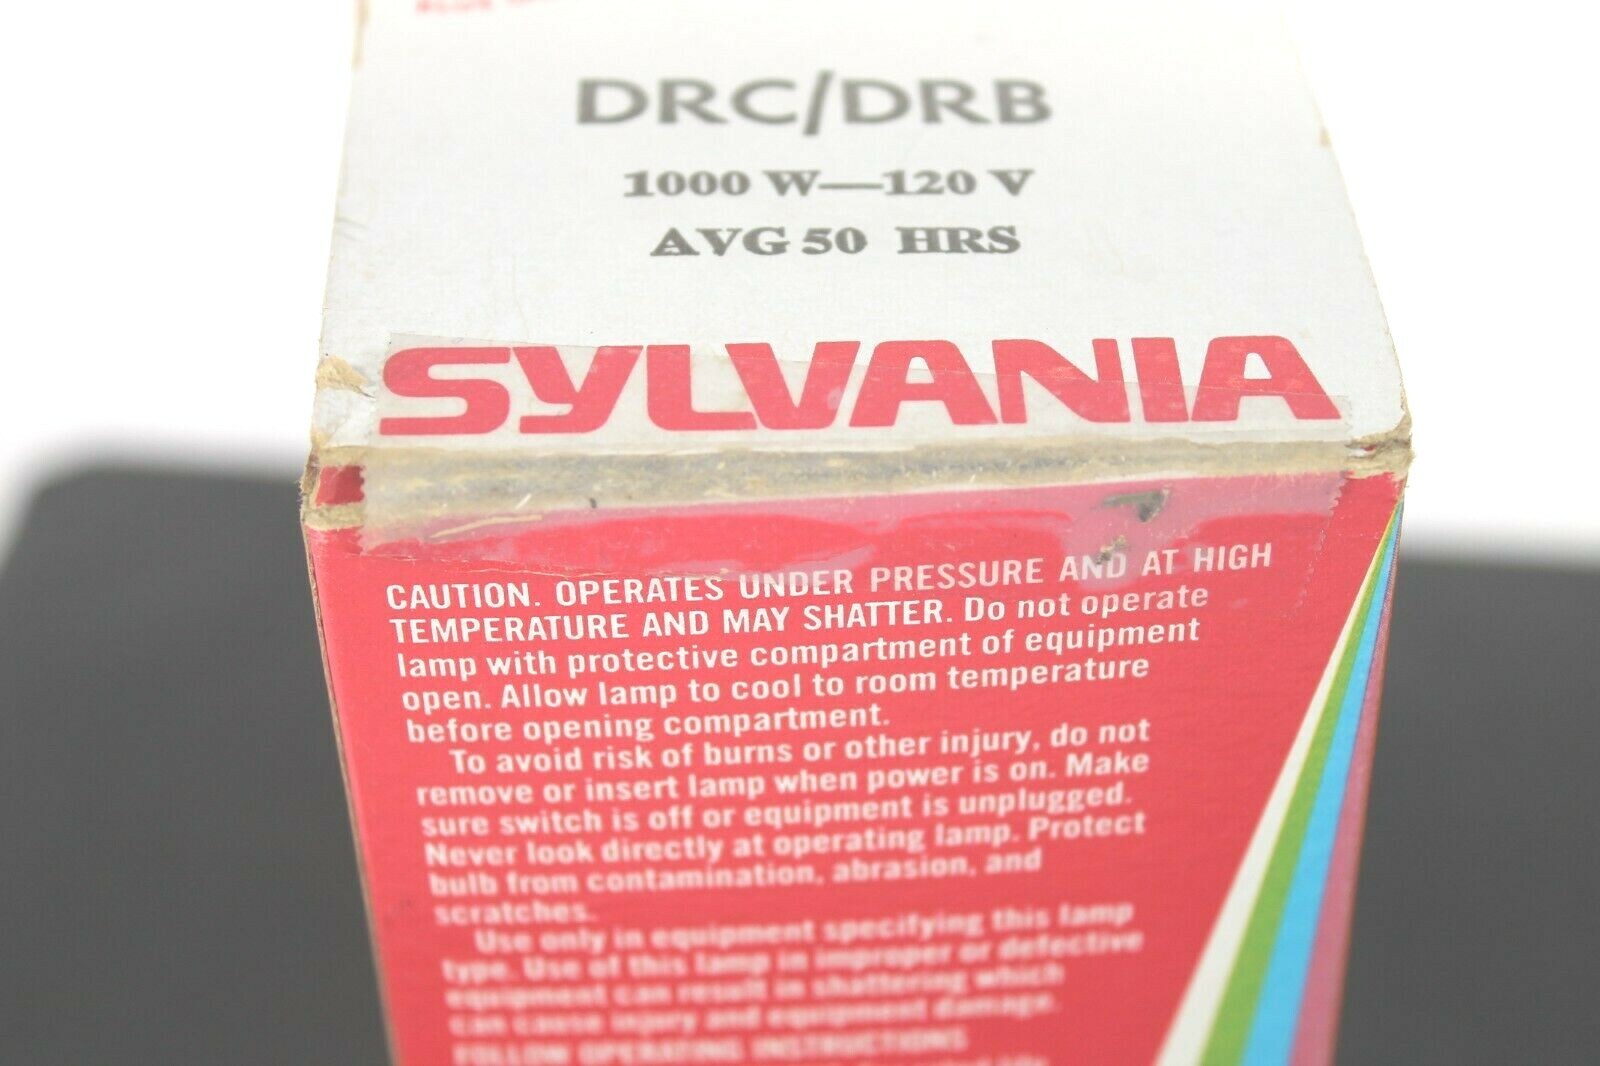 DRC/DRB
1000 W—120 V
AVG 50 HRS
SYLVANIA
CAUTION. OPERATES UNDER PRESSURE AND AT HIGH
TEMPERATURE AND MAY SHATTER. Do not operate
lamp with protective compartment of equipment
open. Allow lamp to cool to room temperature
before opening compartment.
To avoid risk of burns or other injury, do not
remove or insert lamp when power is on. Make
sure switch is off or equipment is unplugged.
Never look directly at operating lamp. Protect
bulb from contamination, abrasion, and
scratches.
Use only in equipment specifying this lamp
type. Use of this lamp in improper or defective
equipment can result in shattering which
can cause injury and equipment damage.
FOLLOW OPERATING INSTRUCTIONS